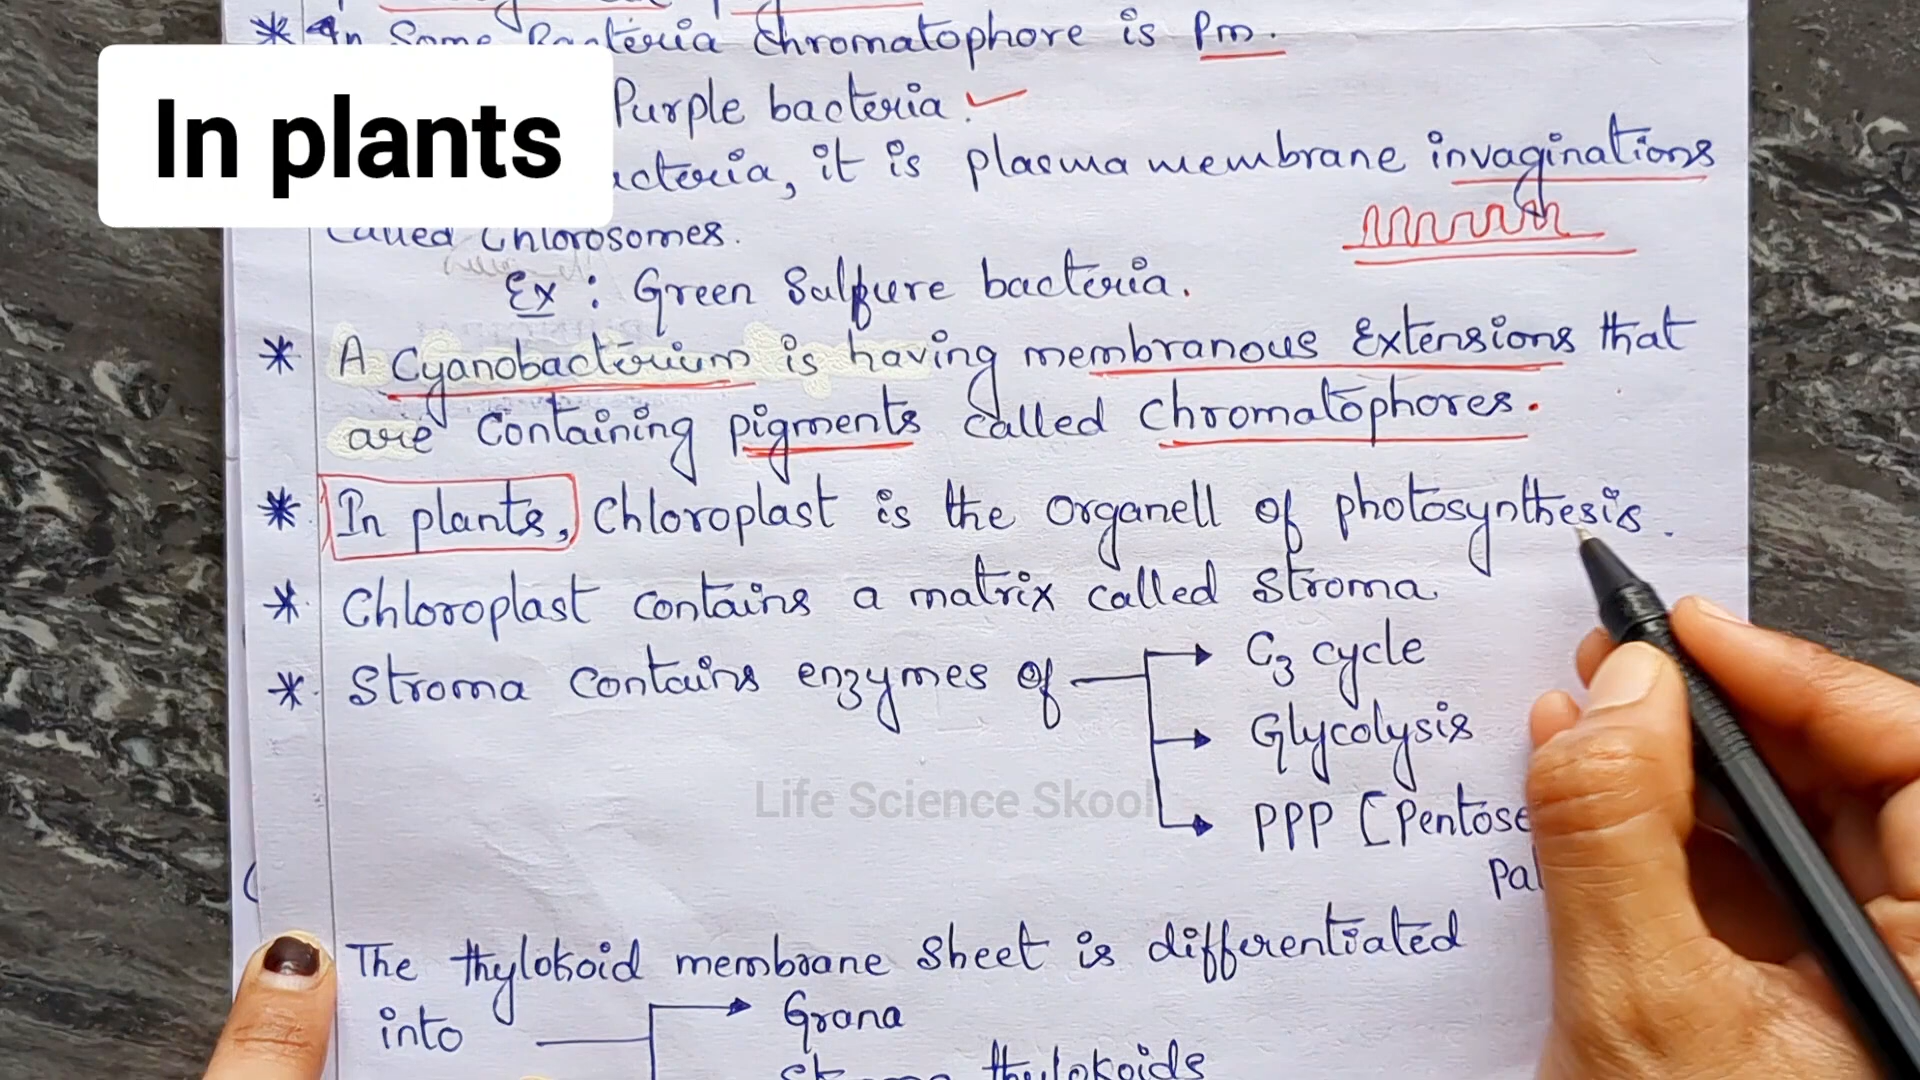 * In Some Bacteria Chromatophore is Pm.
In plants
Purple bacteria.
acteria, it is plasma membrane invaginations
Called Chlorosomes.
Ex : Green Sulfure bacteria.
* A Cyanobacterium is having membranous Extensions that
are Containing pigments called Chromatophores.
* In plants, Chloroplast is the Organell of photosynthesis.
* Chloroplast Contains a matrix called Stroma.
* Stroma Contains enzymes of
C3 cycle
Glycolysis
PPP [Pentose
Life Science Skool
The thylokoid membrane Sheet is differentiated
into
Grana
thylokoids